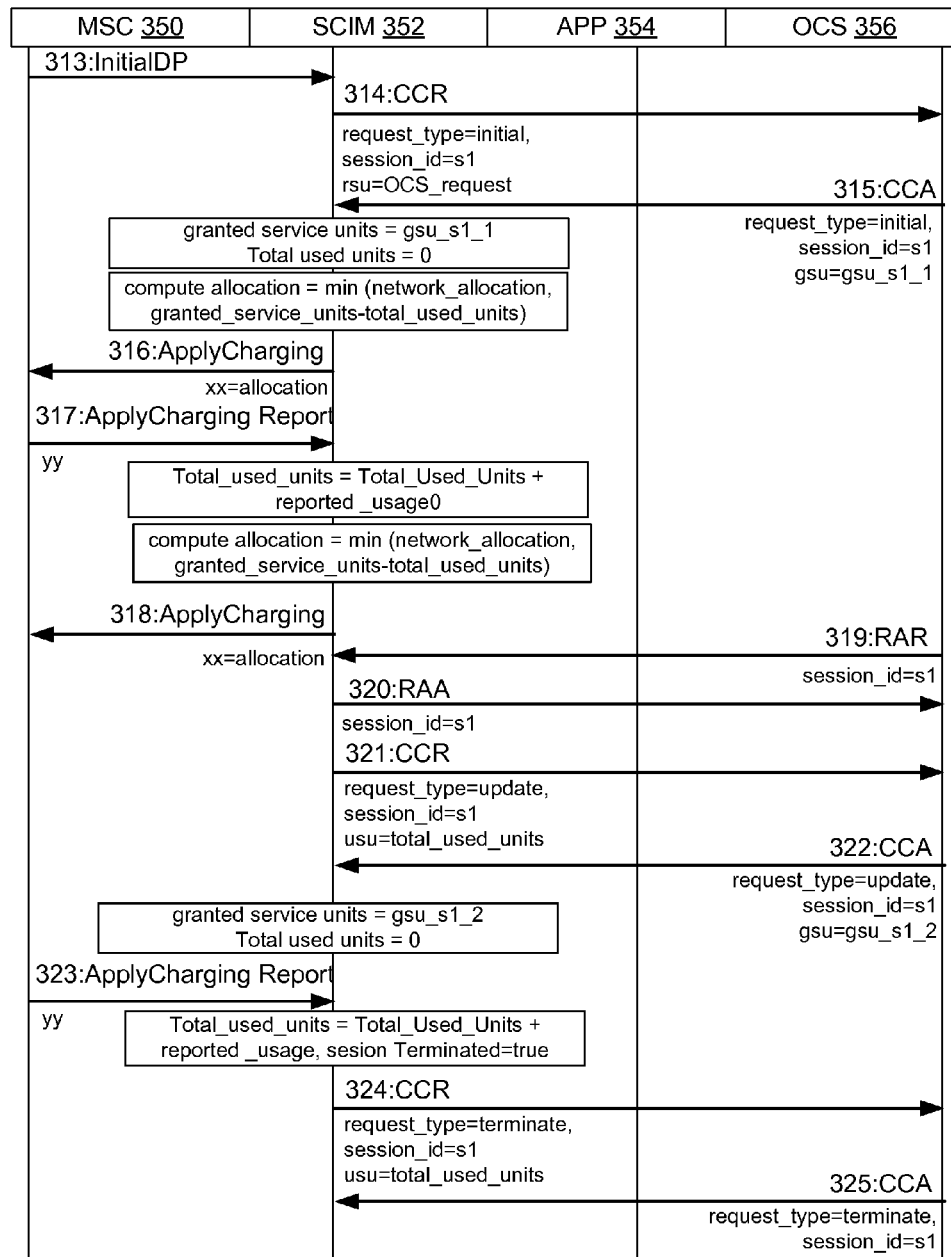 MSC 350
SCIM 352
APP 354
OCS 356
313:InitialDP
314:CCR
request_type=initial,
session_id=s1
rsu=OCS_request
315:CCA
request_type=initial,
session_id=s1
gsu=gsu_s1_1
granted service units = gsu_s1_1
Total used units = 0
compute allocation = min (network_allocation,
granted_service_units-total_used_units)
316:ApplyCharging
xx=allocation
317:ApplyCharging Report
yy
Total_used_units = Total_Used_Units +
reported _usage0
compute allocation = min (network_allocation,
granted_service_units-total_used_units)
318:ApplyCharging
xx=allocation
319:RAR
session_id=s1
320:RAA
session_id=s1
321:CCR
request_type=update,
session_id=s1
usu=total_used_units
322:CCA
request_type=update,
session_id=s1
gsu=gsu_s1_2
granted service units = gsu_s1_2
Total used units = 0
323:ApplyCharging Report
yy
Total_used_units = Total_Used_Units +
reported _usage, sesion Terminated=true
324:CCR
request_type=terminate,
session_id=s1
usu=total_used_units
325:CCA
request_type=terminate,
session_id=s1